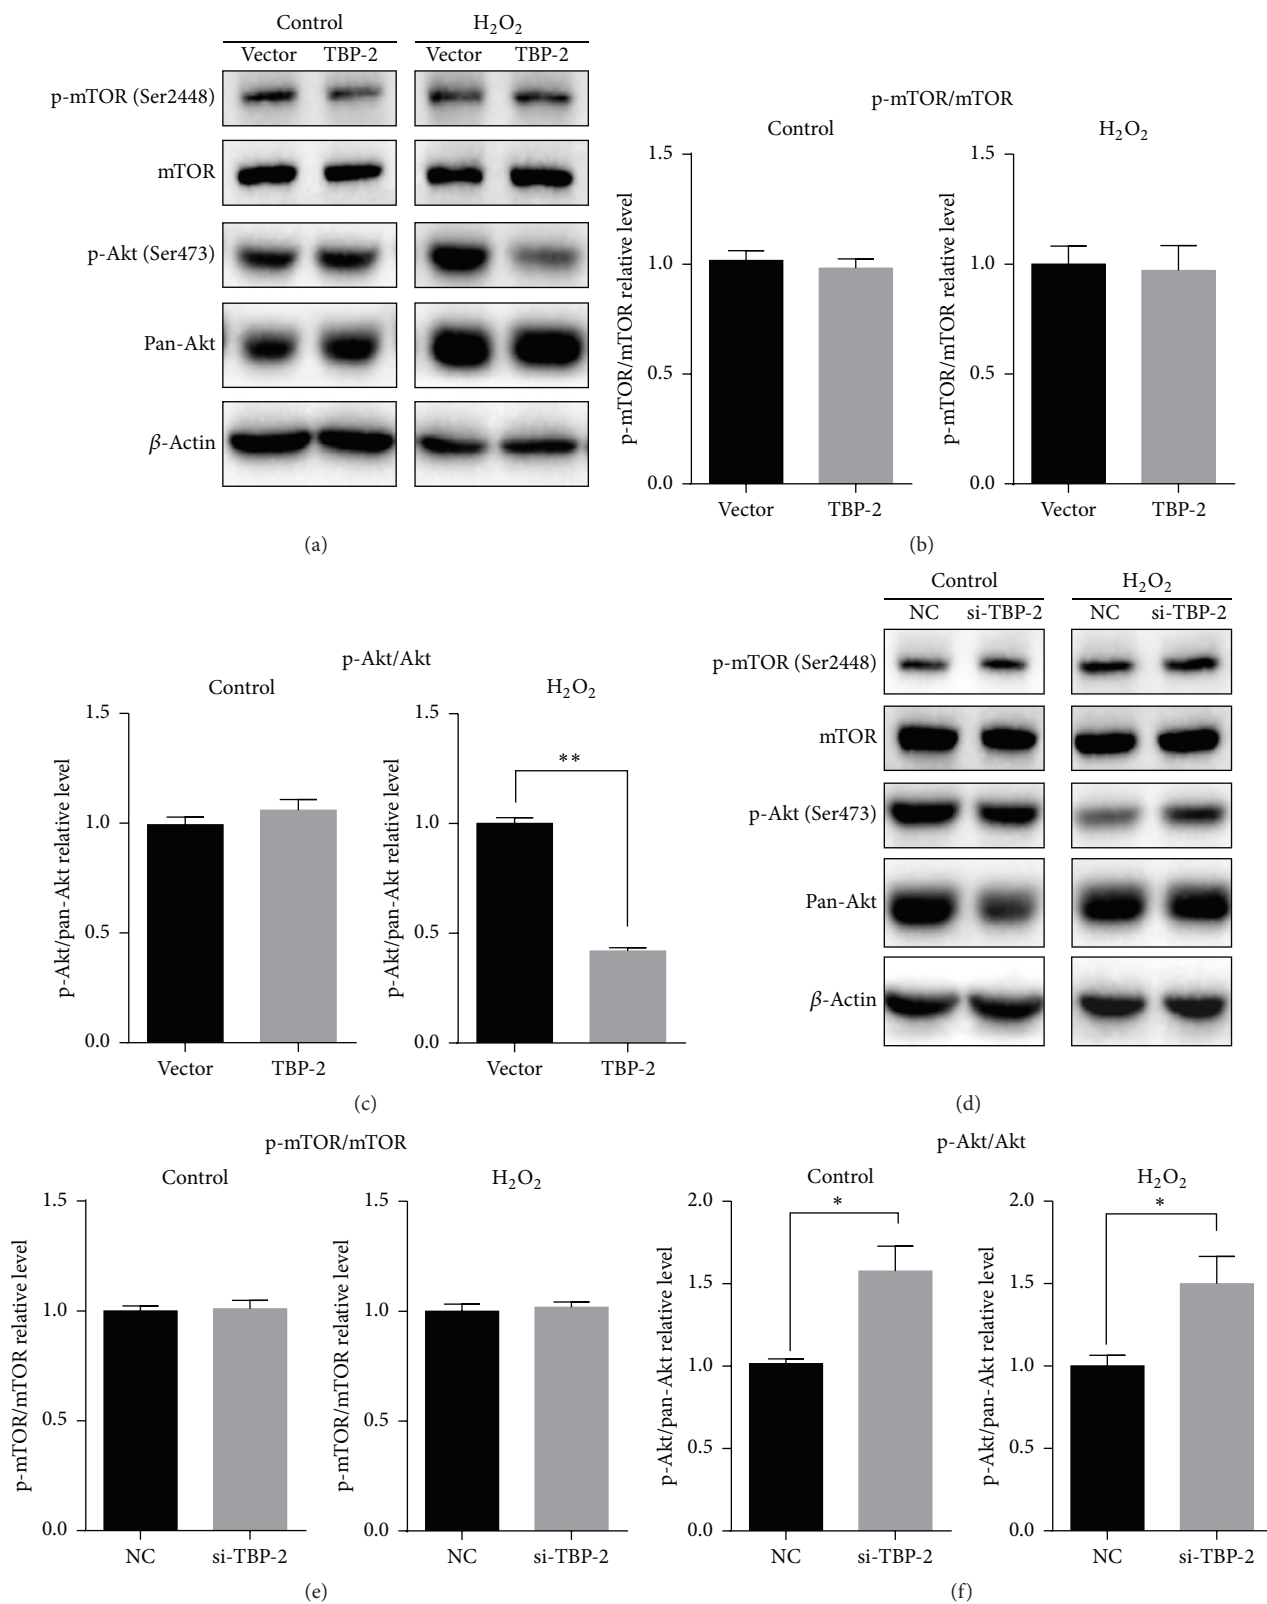 Control H₂O₂
Vector TBP-2 Vector TBP-2
p-mTOR (Ser2448)
mTOR
p-Akt (Ser473)
Pan-Akt
β-Actin
(a)
p-mTOR/mTOR
Control H₂O₂
p-mTOR/mTOR relative level
1.5
1.0
0.5
0.0
Vector TBP-2
p-mTOR/mTOR relative level
1.5
1.0
0.5
0.0
Vector TBP-2
(b)
p-Akt/Akt
Control H₂O₂
p-Akt/pan-Akt relative level
1.5
1.0
0.5
0.0
Vector TBP-2
p-Akt/pan-Akt relative level
1.5
1.0
0.5
0.0
**
Vector TBP-2
(c)
Control H₂O₂
NC si-TBP-2 NC si-TBP-2
p-mTOR (Ser2448)
mTOR
p-Akt (Ser473)
Pan-Akt
β-Actin
(d)
p-mTOR/mTOR
Control H₂O₂
p-mTOR/mTOR relative level
1.5
1.0
0.5
0.0
NC si-TBP-2
p-mTOR/mTOR relative level
1.5
1.0
0.5
0.0
NC si-TBP-2
(e)
p-Akt/Akt
Control H₂O₂
p-Akt/pan-Akt relative level
2.0
1.5
1.0
0.5
0.0
*
NC si-TBP-2
p-Akt/pan-Akt relative level
2.0
1.5
1.0
0.5
0.0
*
NC si-TBP-2
(f)